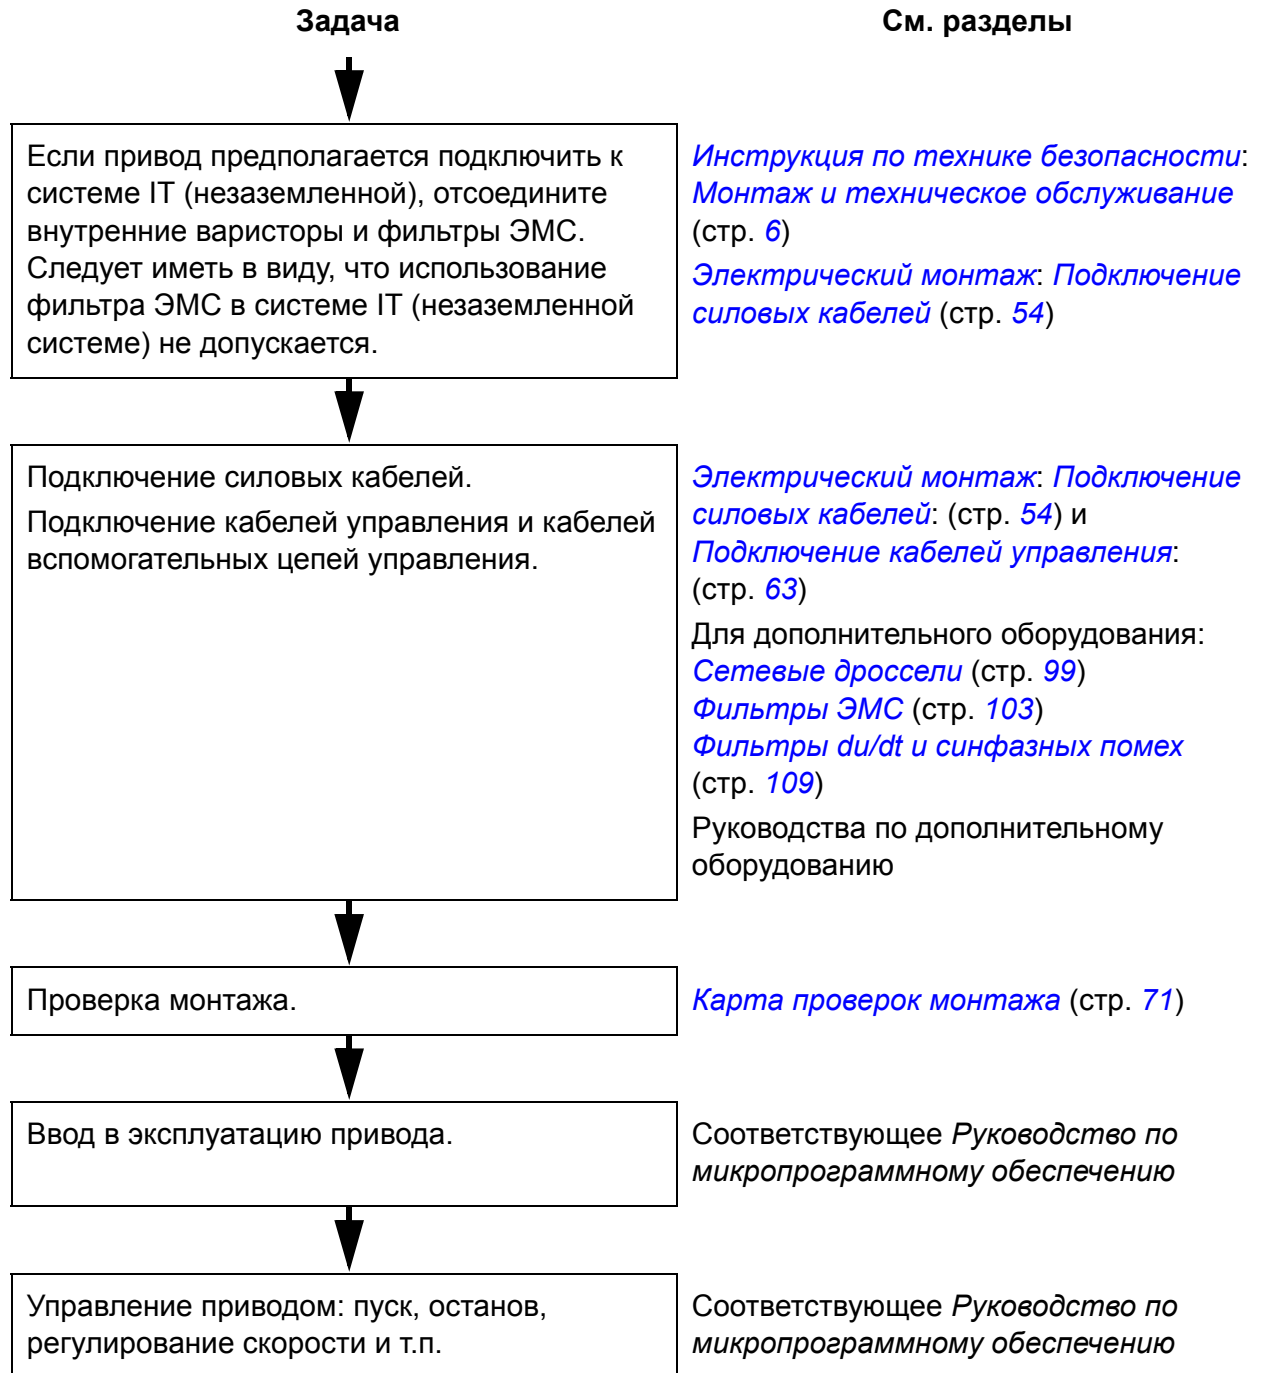 Задача
См. разделы
Если привод предполагается подключить к
системе IT (незаземленной), отсоедините
внутренние варисторы и фильтры ЭМС.
Следует иметь в виду, что использование
фильтра ЭМС в системе IT (незаземленной
системе) не допускается.
Инструкция по технике безопасности:
Монтаж и техническое обслуживание
(стр. 6)
Электрический монтаж: Подключение
силовых кабелей (стр. 54)
Подключение силовых кабелей.
Подключение кабелей управления и кабелей
вспомогательных цепей управления.
Электрический монтаж: Подключение
силовых кабелей: (стр. 54) и
Подключение кабелей управления:
(стр. 63)
Для дополнительного оборудования:
Сетевые дроссели (стр. 99)
Фильтры ЭМС (стр. 103)
Фильтры du/dt и синфазных помех
(стр. 109)
Руководства по дополнительному
оборудованию
Проверка монтажа.
Карта проверок монтажа (стр. 71)
Ввод в эксплуатацию привода.
Соответствующее Руководство по
микропрограммному обеспечению
Управление приводом: пуск, останов,
регулирование скорости и т.п.
Соответствующее Руководство по
микропрограммному обеспечению